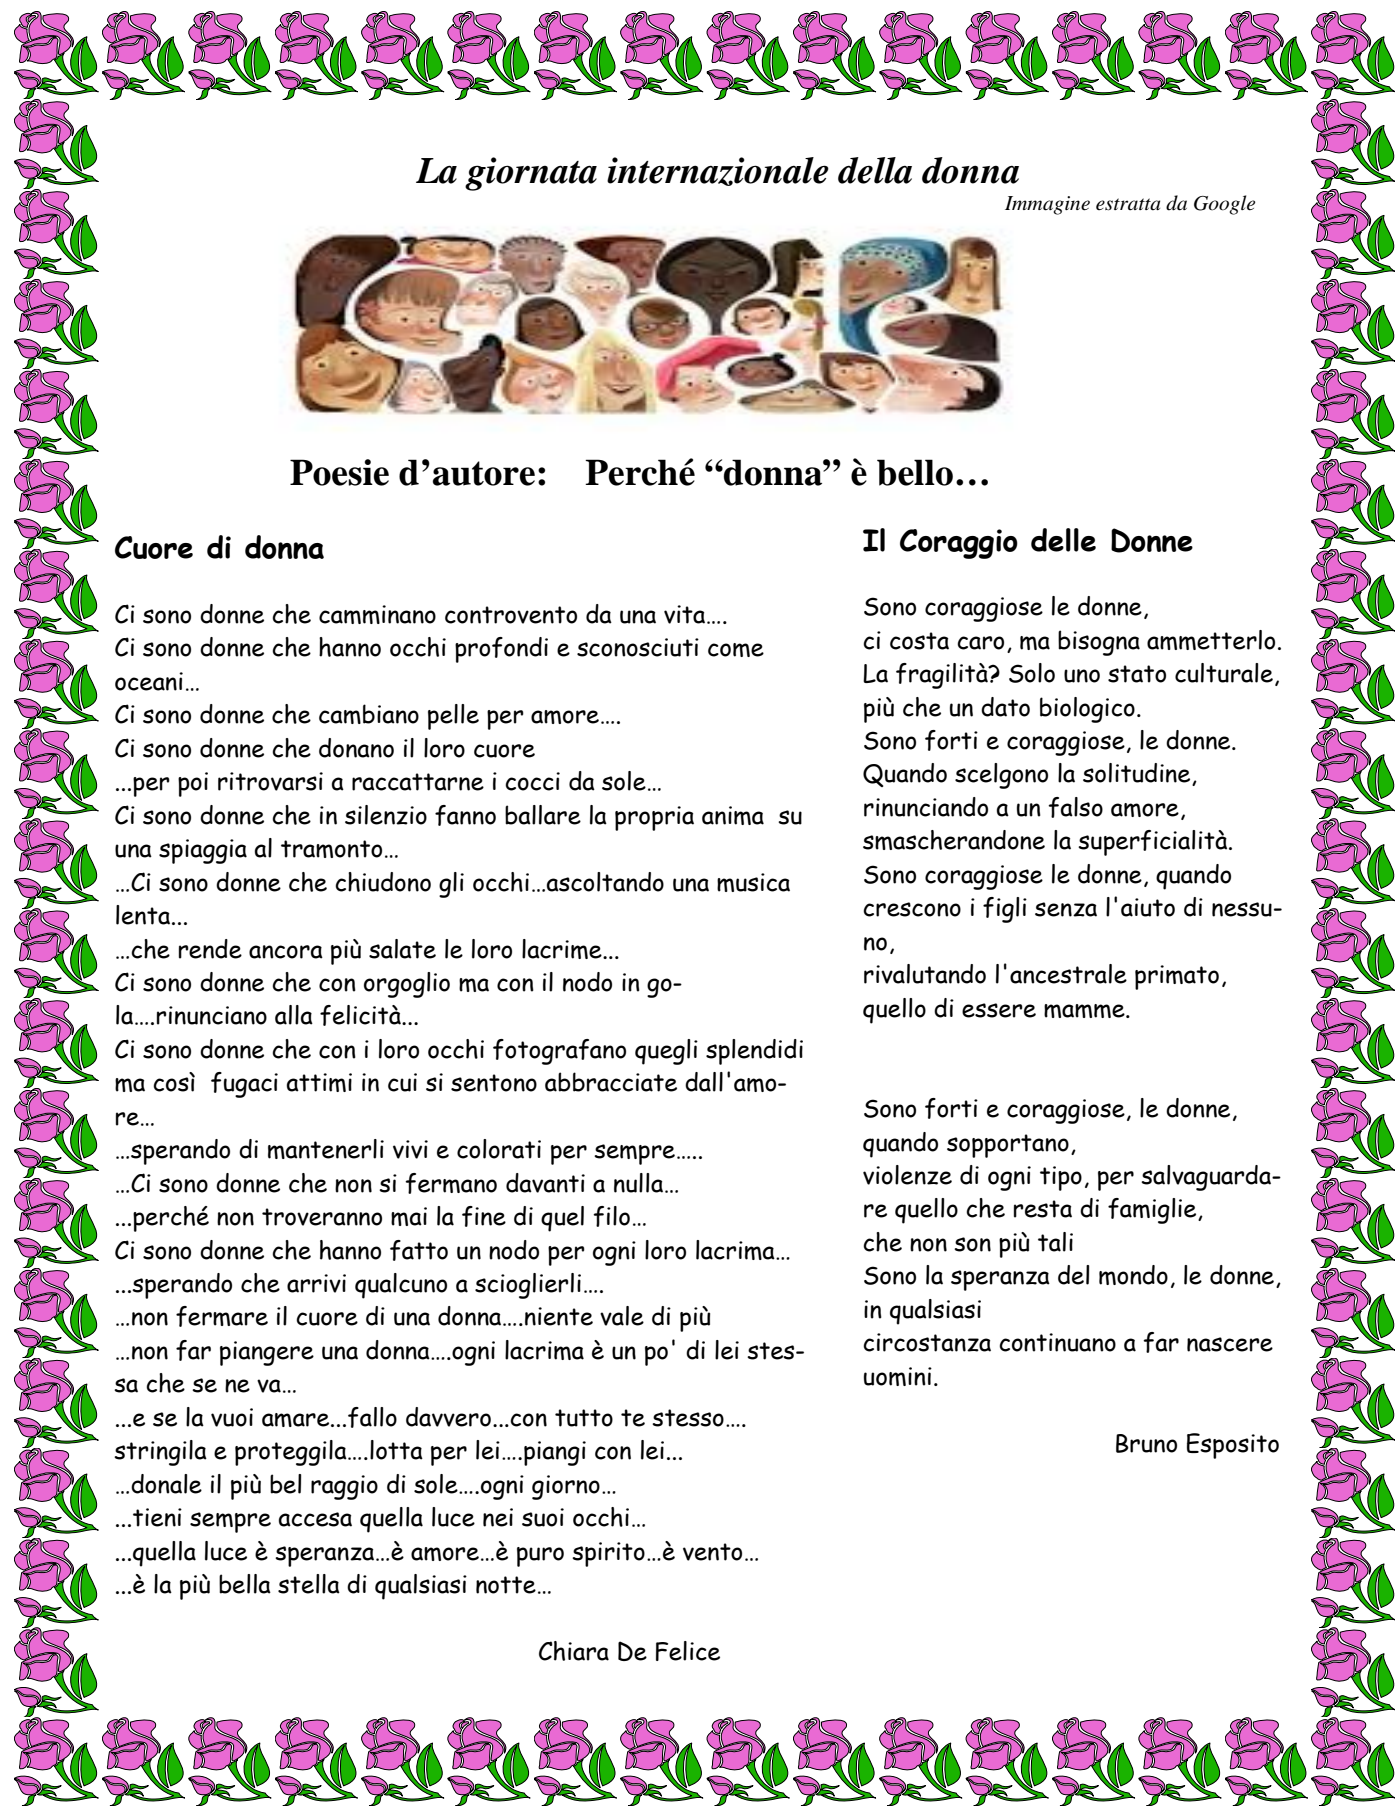 La giornata internazionale della donna
Immagine estratta da Google
Poesie d’autore: Perché “donna” è bello…
Cuore di donna
Ci sono donne che camminano controvento da una vita….
Ci sono donne che hanno occhi profondi e sconosciuti come
oceani…
Ci sono donne che cambiano pelle per amore….
Ci sono donne che donano il loro cuore
...per poi ritrovarsi a raccattarne i cocci da sole…
Ci sono donne che in silenzio fanno ballare la propria anima su
una spiaggia al tramonto…
…Ci sono donne che chiudono gli occhi…ascoltando una musica
lenta...
…che rende ancora più salate le loro lacrime...
Ci sono donne che con orgoglio ma con il nodo in go-
la….rinunciano alla felicità...
Ci sono donne che con i loro occhi fotografano quegli splendidi
ma così fugaci attimi in cui si sentono abbracciate dall'amo-
re…
…sperando di mantenerli vivi e colorati per sempre…..
…Ci sono donne che non si fermano davanti a nulla…
...perché non troveranno mai la fine di quel filo…
Ci sono donne che hanno fatto un nodo per ogni loro lacrima…
...sperando che arrivi qualcuno a scioglierli….
…non fermare il cuore di una donna….niente vale di più
…non far piangere una donna….ogni lacrima è un po' di lei stes-
sa che se ne va…
...e se la vuoi amare...fallo davvero...con tutto te stesso….
stringila e proteggila….lotta per lei….piangi con lei...
…donale il più bel raggio di sole….ogni giorno…
...tieni sempre accesa quella luce nei suoi occhi…
...quella luce è speranza…è amore…è puro spirito…è vento…
...è la più bella stella di qualsiasi notte…
Chiara De Felice
Il Coraggio delle Donne
Sono coraggiose le donne,
ci costa caro, ma bisogna ammetterlo.
La fragilità? Solo uno stato culturale,
più che un dato biologico.
Sono forti e coraggiose, le donne.
Quando scelgono la solitudine,
rinunciando a un falso amore,
smascherandone la superficialità.
Sono coraggiose le donne, quando
crescono i figli senza l'aiuto di nessu-
no,
rivalutando l'ancestrale primato,
quello di essere mamme.
Sono forti e coraggiose, le donne,
quando sopportano,
violenze di ogni tipo, per salvaguarda-
re quello che resta di famiglie,
che non son più tali
Sono la speranza del mondo, le donne,
in qualsiasi
circostanza continuano a far nascere
uomini.
Bruno Esposito